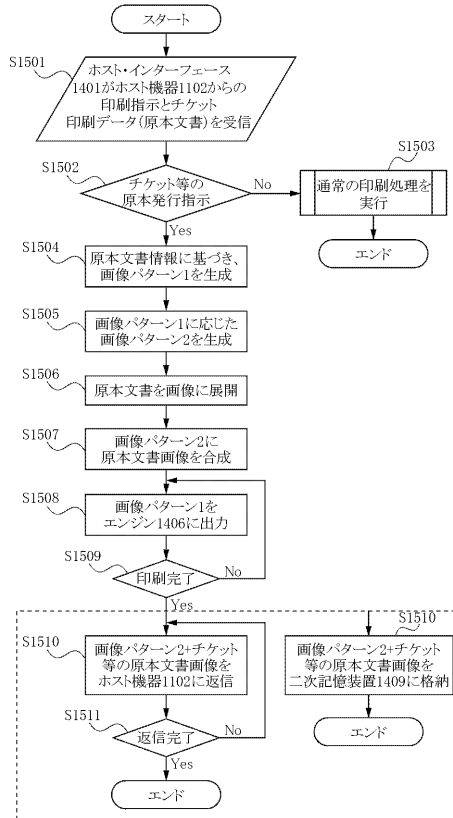 スタート
S1501
ホスト・インターフェース
1401がホスト機器1102からの
印刷指示とチケット
印刷データ(原本文書)を受信
S1502
チケット等の
原本発行指示
No
Yes
S1503
通常の印刷処理を
実行
エンド
S1504
原本文書情報に基づき、
画像パターン1を生成
S1505
画像パターン1に応じた
画像パターン2を生成
S1506
原本文書を画像に展開
S1507
画像パターン2に
原本文書画像を合成
S1508
画像パターン1を
エンジン1406に出力
S1509
印刷完了
No
Yes
S1510
画像パターン2+チケット
等の原本文書画像を
ホスト機器1102に返信
S1510
画像パターン2+チケット
等の原本文書画像を
二次記憶装置1409に格納
エンド
S1511
返信完了
No
Yes
エンド